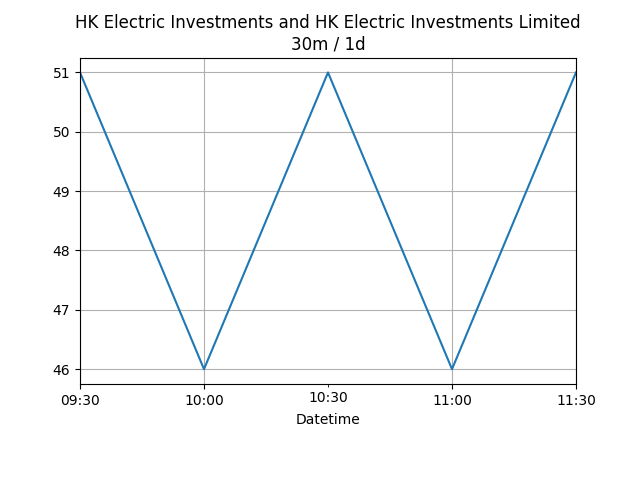 HK Electric Investments and HK Electric Investments Limited
30m / 1d
51
50
49
48
47
46
09:30 10:00 10:30 11:00 11:30
Datetime